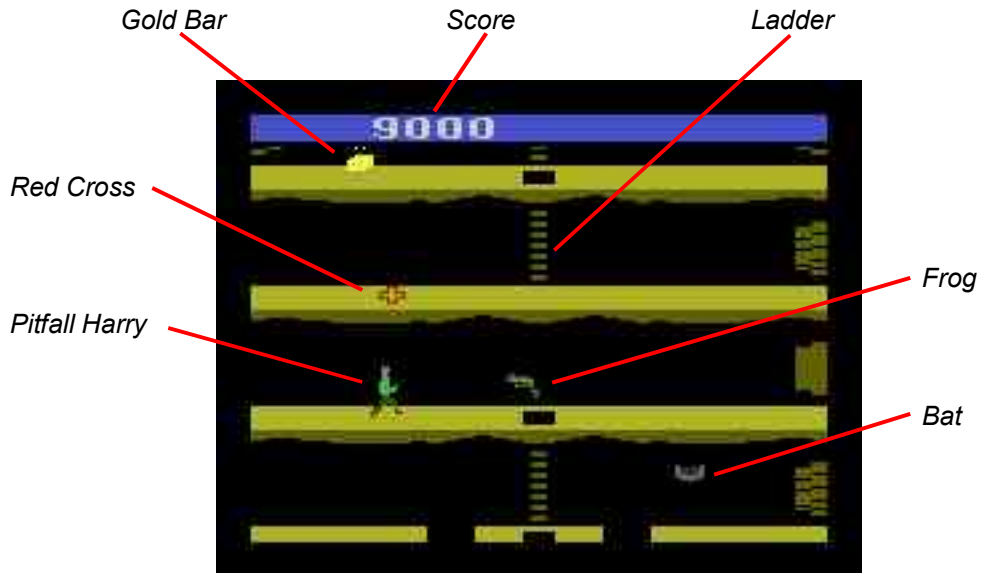 Gold Bar
Score
Ladder
9000
Red Cross
Frog
Pitfall Harry
Bat